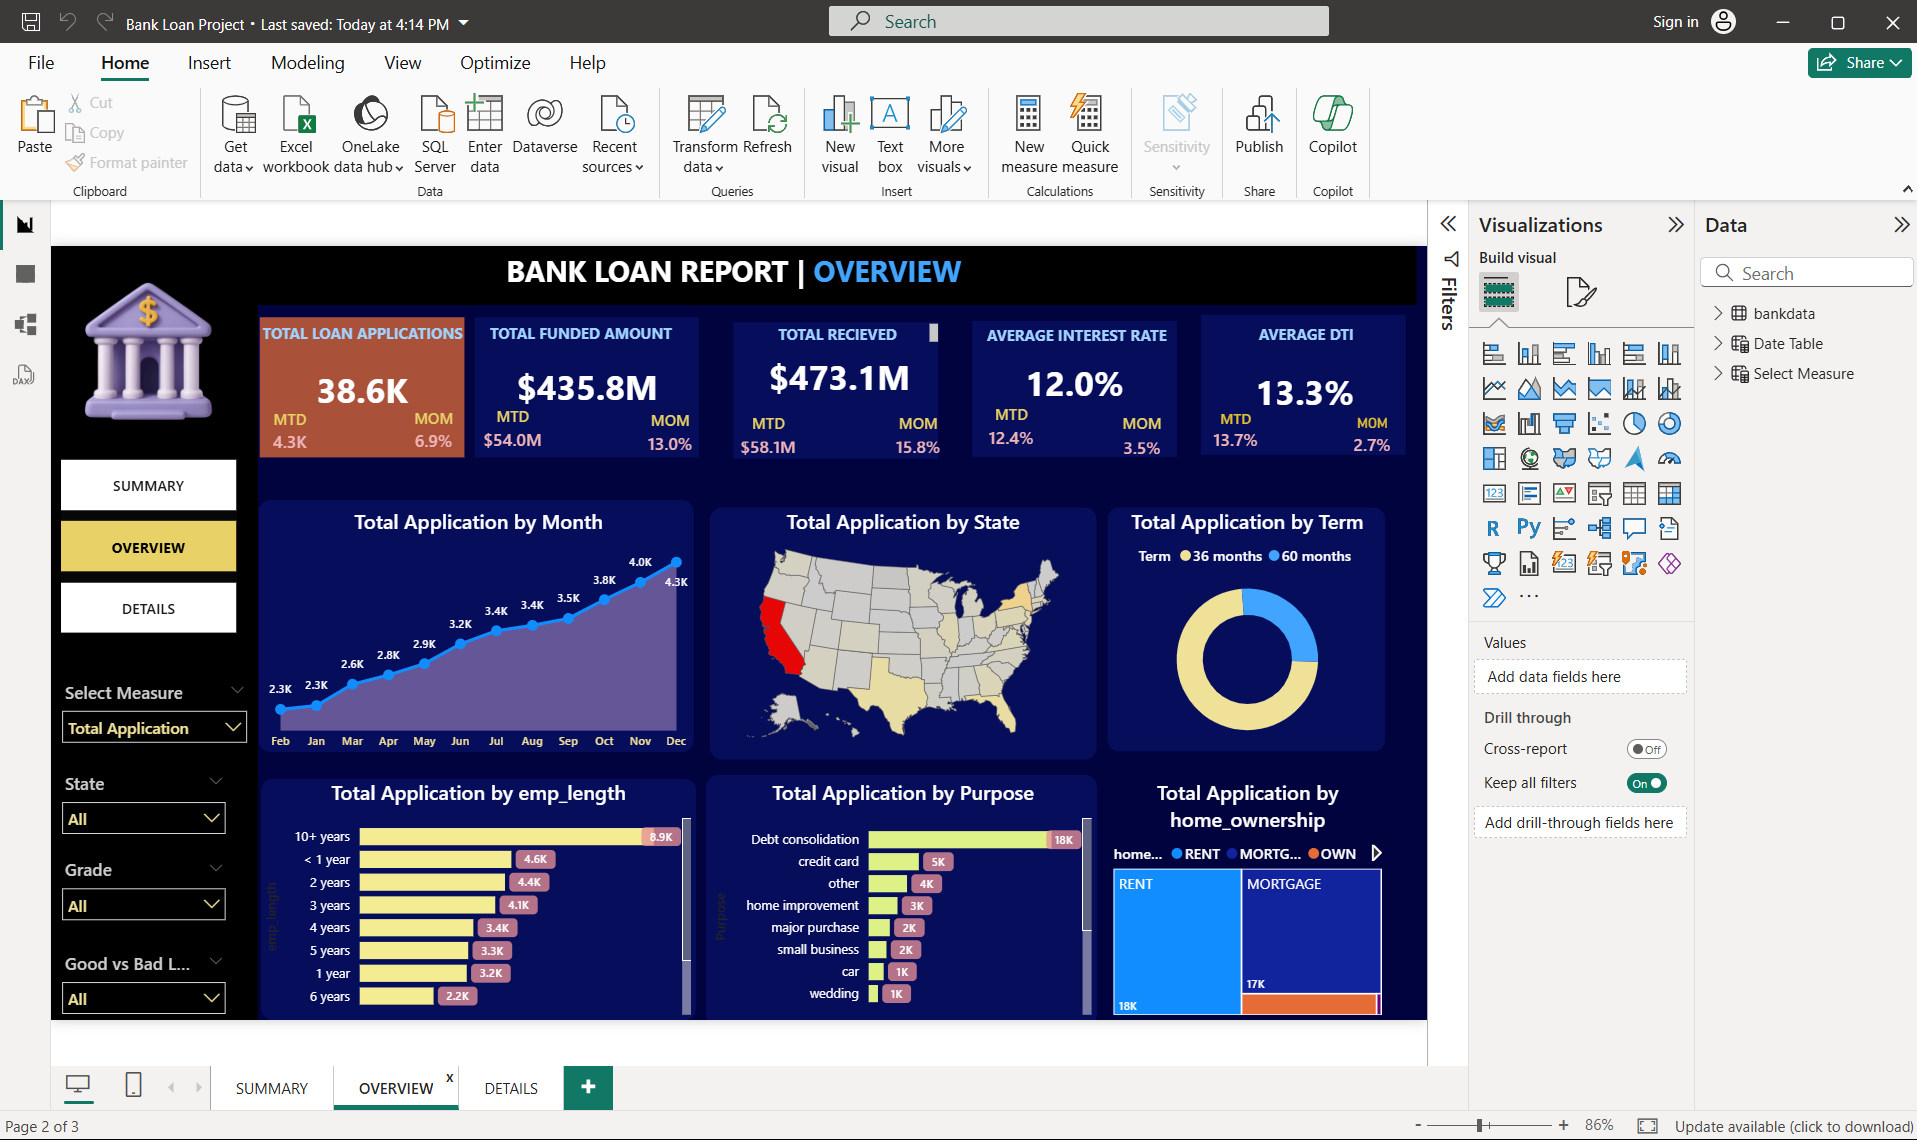 Bank Loan Project • Last saved: Today at 4:14 PM
Search
Sign in
File Home Insert Modeling View Optimize Help
Share
Paste
Cut
Copy
Format painter
Clipboard
Get data
Excel workbook
OneLake data hub
SQL Server
Enter data
Dataverse
Recent sources
Data
Transform data
Refresh
Queries
New visual
Text box
More visuals
Insert
New measure
Quick measure
Calculations
Sensitivity
Sensitivity
Publish
Share
Copilot
Copilot
DAX
BANK LOAN REPORT | OVERVIEW
TOTAL LOAN APPLICATIONS
38.6K
MTD MOM
4.3K 6.9%
TOTAL FUNDED AMOUNT
$435.8M
MTD MOM
$54.0M 13.0%
TOTAL RECIEVED
$473.1M
MTD MOM
$58.1M 15.8%
AVERAGE INTEREST RATE
12.0%
MTD MOM
12.4% 3.5%
AVERAGE DTI
13.3%
MTD MOM
13.7% 2.7%
SUMMARY
OVERVIEW
DETAILS
Select Measure
Total Application
State
All
Grade
All
Good vs Bad L...
All
Total Application by Month
2.3K 2.3K 2.6K 2.8K 2.9K 3.2K 3.4K 3.4K 3.5K 3.8K 4.0K 4.3K
Feb Jan Mar Apr May Jun Jul Aug Sep Oct Nov Dec
Total Application by State
Total Application by Term
Term 36 months 60 months
Total Application by emp_length
emp_length
10+ years 8.9K
< 1 year 4.6K
2 years 4.4K
3 years 4.1K
4 years 3.4K
5 years 3.3K
1 year 3.2K
6 years 2.2K
Total Application by Purpose
Purpose
Debt consolidation 18K
credit card 5K
other 4K
home improvement 3K
major purchase 2K
small business 2K
car 1K
wedding 1K
Total Application by
home_ownership
home... RENT MORTG... OWN
RENT MORTGAGE
17K
18K
Filters
Visualizations
Build visual
123
R Py
123
...
Values
Add data fields here
Drill through
Cross-report Off
Keep all filters On
Add drill-through fields here
Data
Search
bankdata
Date Table
Select Measure
SUMMARY OVERVIEW x DETAILS +
Page 2 of 3
- + 86%
Update available (click to download)